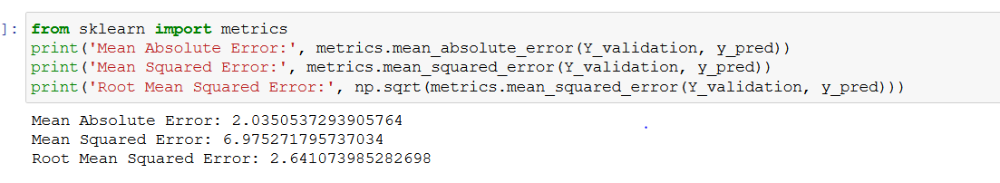 ]: from sklearn import metrics
print('Mean Absolute Error:', metrics.mean_absolute_error(Y_validation, y_pred))
print('Mean Squared Error:', metrics.mean_squared_error(Y_validation, y_pred))
print('Root Mean Squared Error:', np.sqrt(metrics.mean_squared_error(Y_validation, y_pred)))
Mean Absolute Error: 2.0350537293905764
Mean Squared Error: 6.975271795737034
Root Mean Squared Error: 2.641073985282698